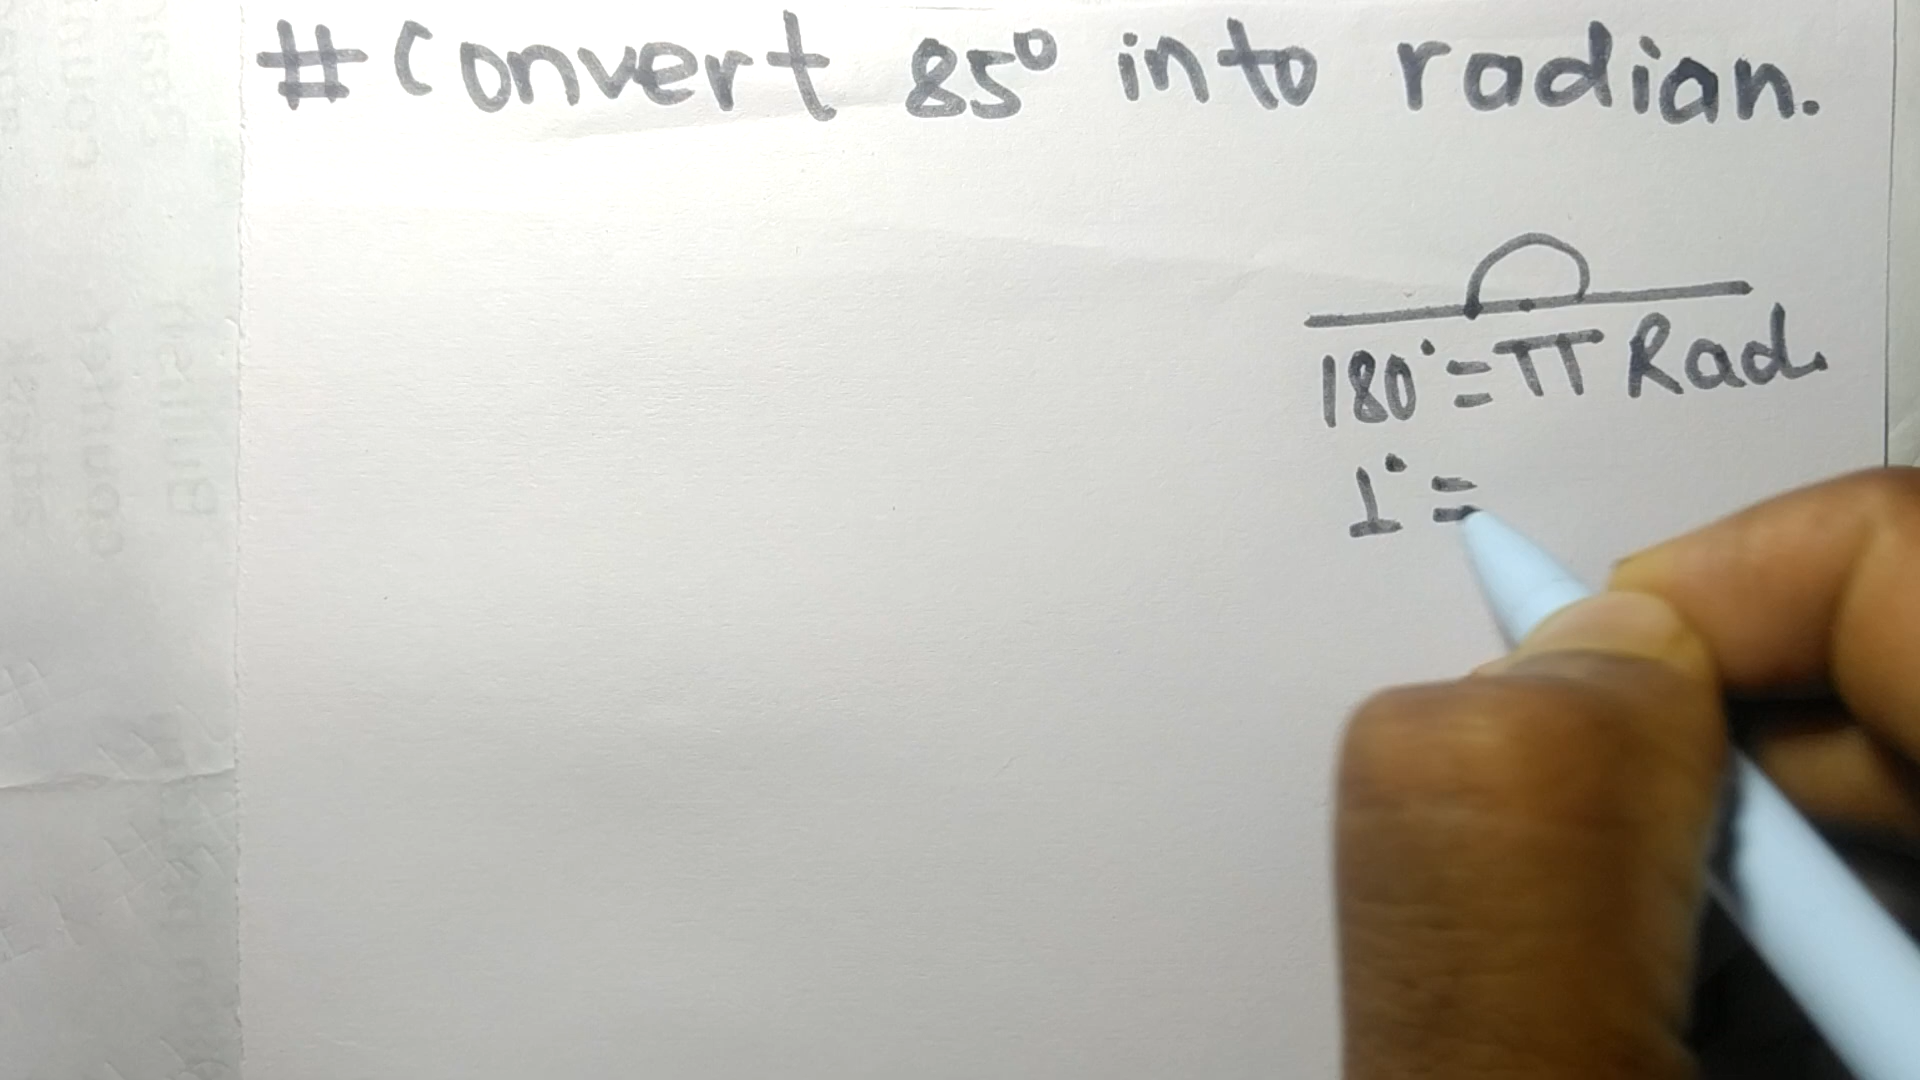 #Convert 85° into radian.
180°=π Rad.
1°=